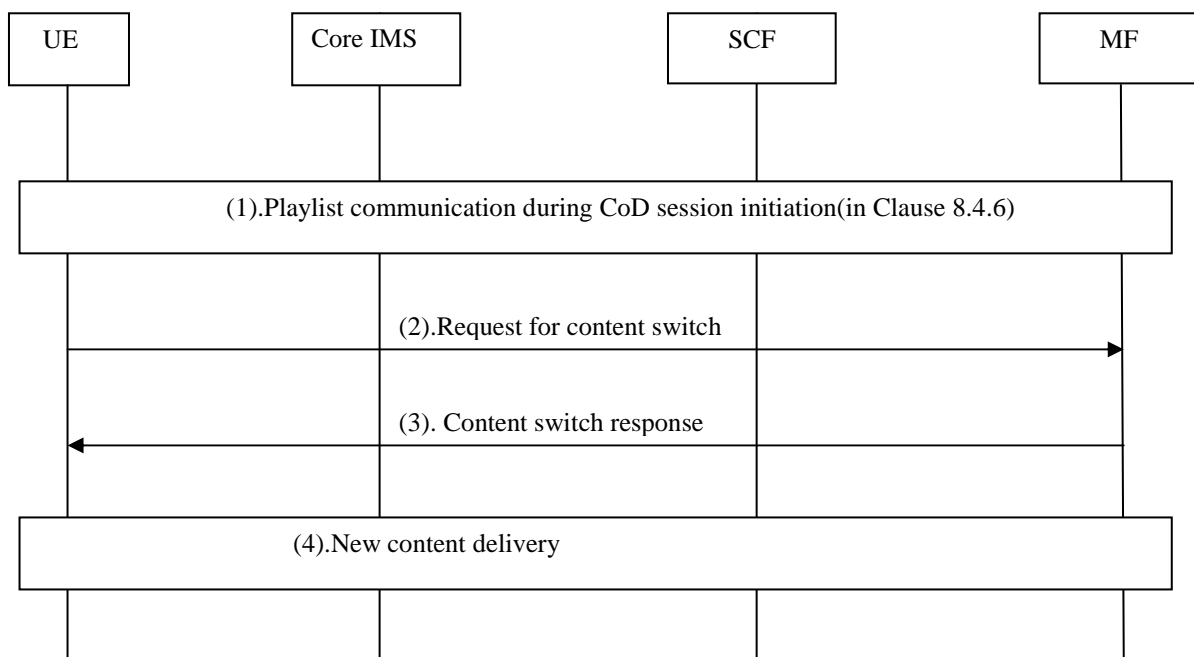 UE
Core IMS
SCF
MF
(1).Playlist communication during CoD session initiation(in Clause 8.4.6)
(2).Request for content switch
(3). Content switch response
(4).New content delivery